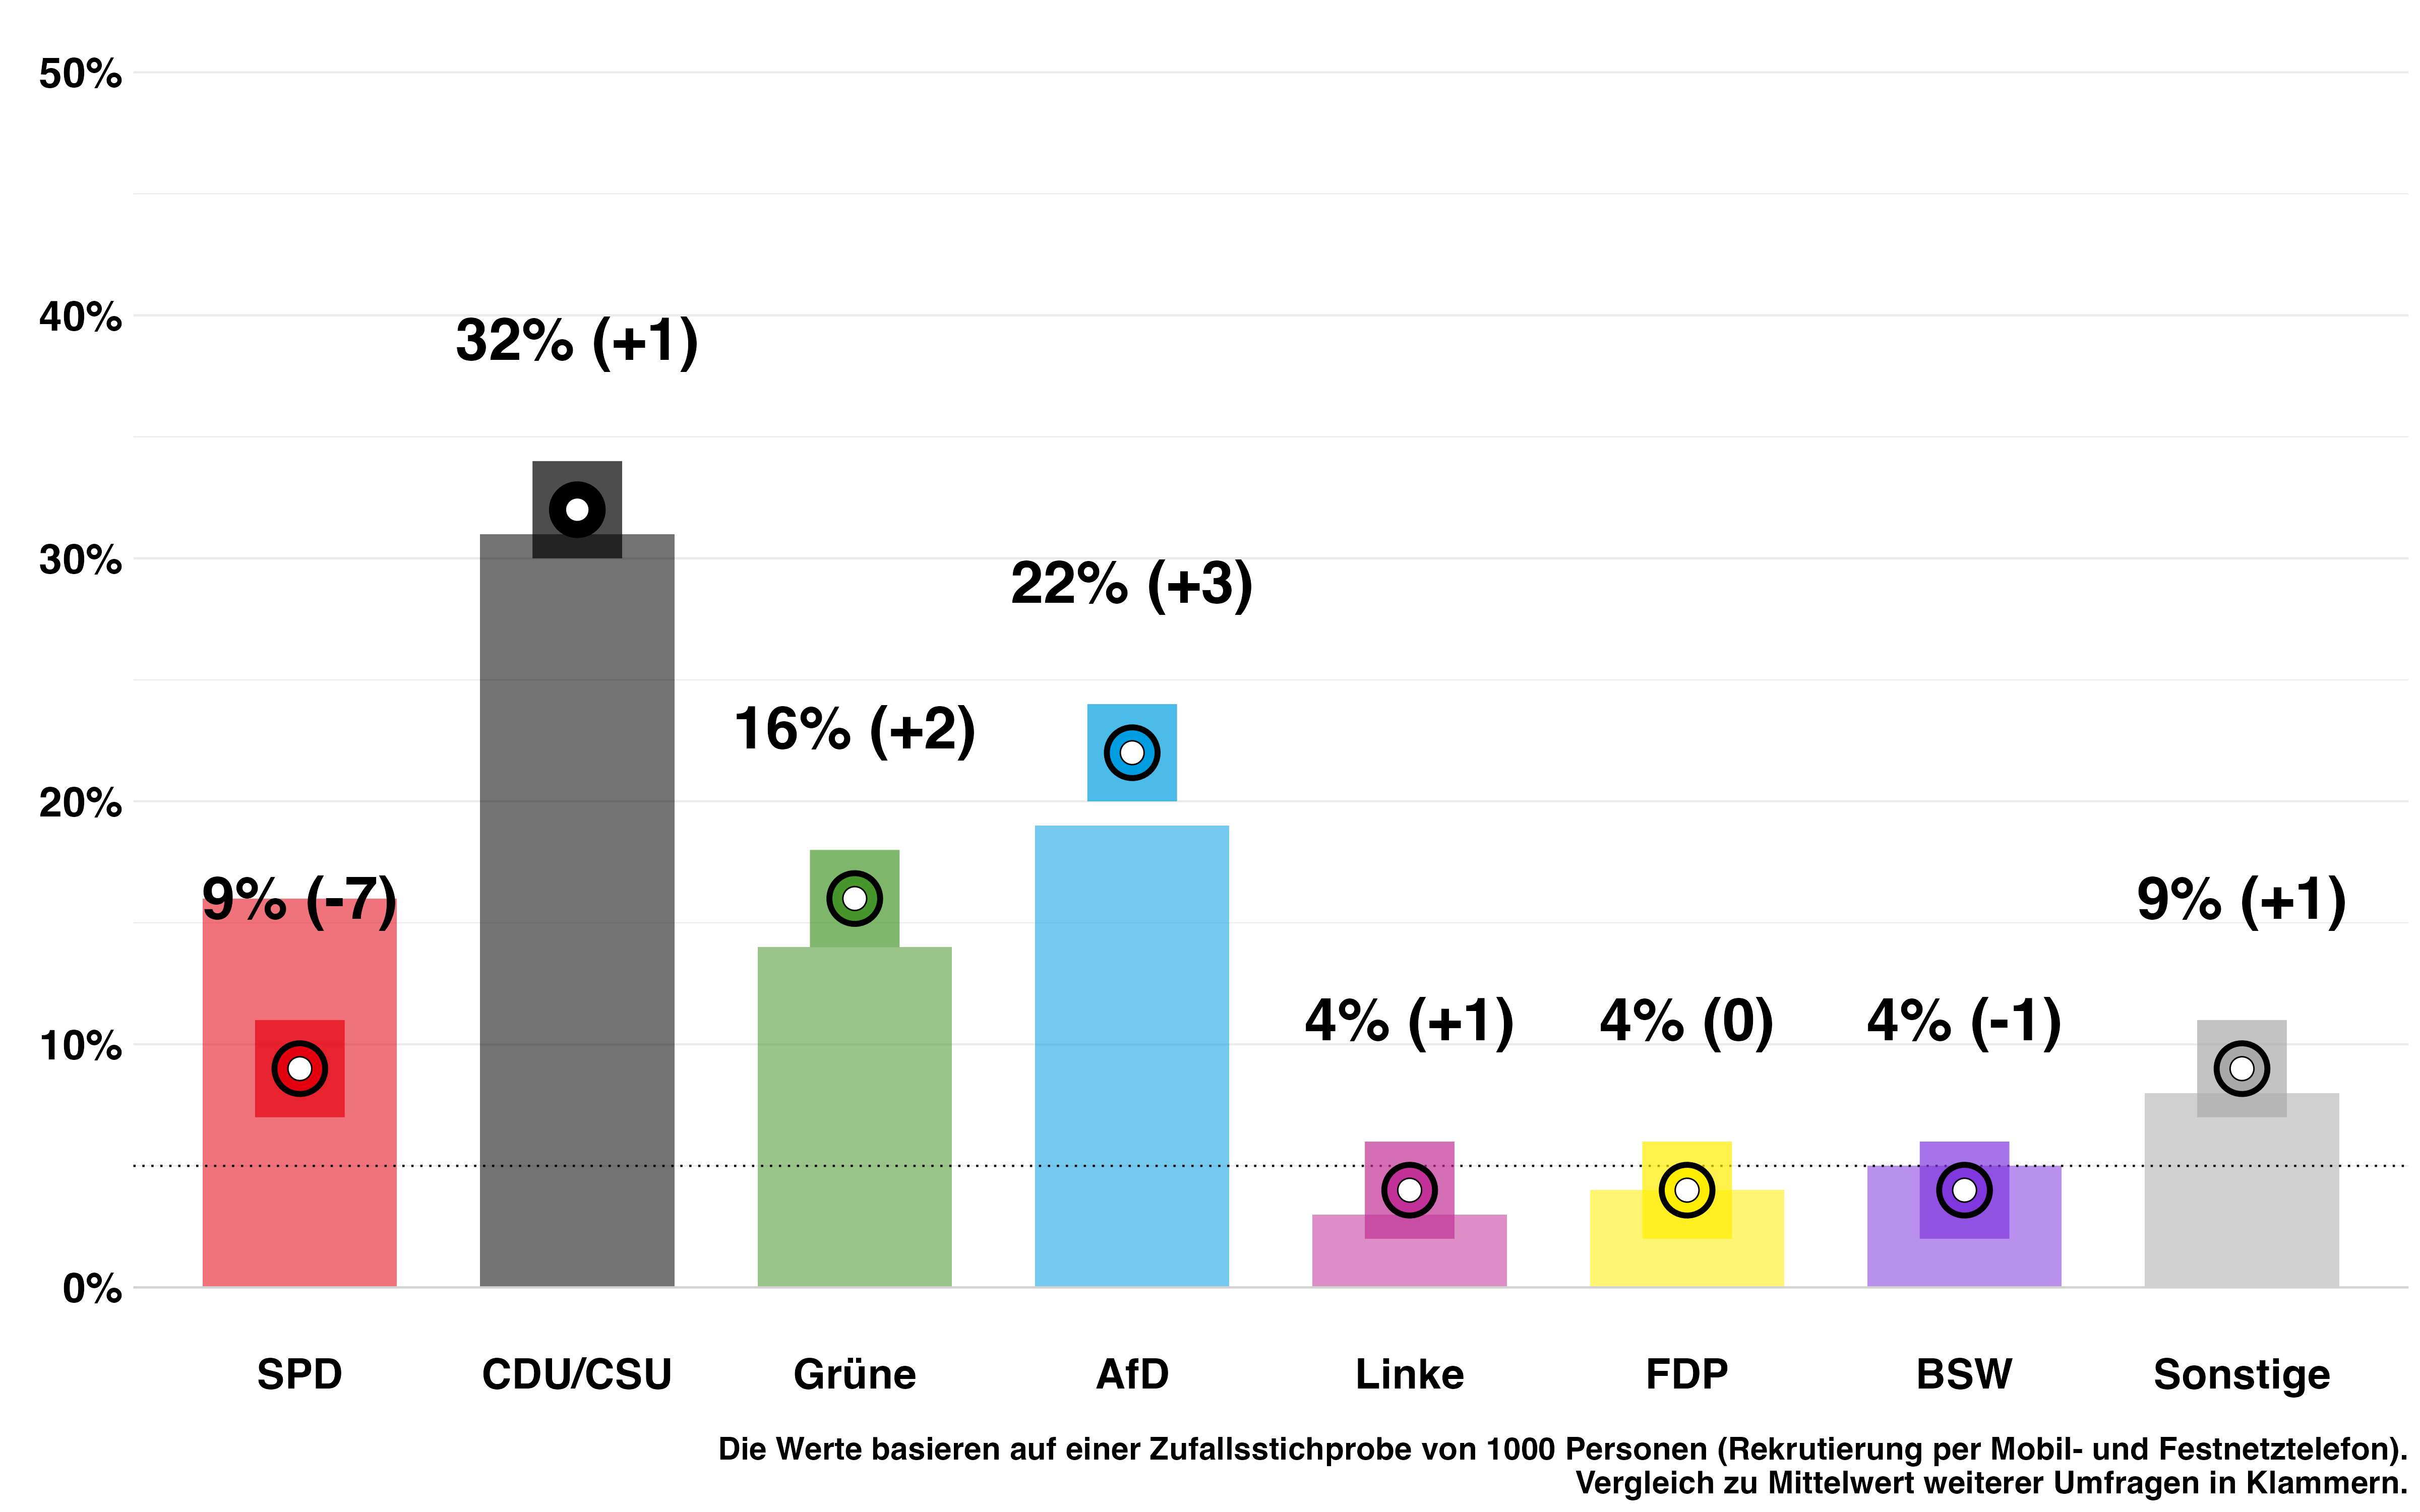 50%
40%
30%
20%
10%
0%
9% (-7)
32% (+1)
16% (+2)
22% (+3)
4% (+1)
4% (0)
4% (-1)
9% (+1)
SPD
CDU/CSU
Grüne
AfD
Linke
FDP
BSW
Sonstige
Die Werte basieren auf einer Zufallsstichprobe von 1000 Personen (Rekrutierung per Mobil- und Festnetztelefon).
Vergleich zu Mittelwert weiterer Umfragen in Klammern.